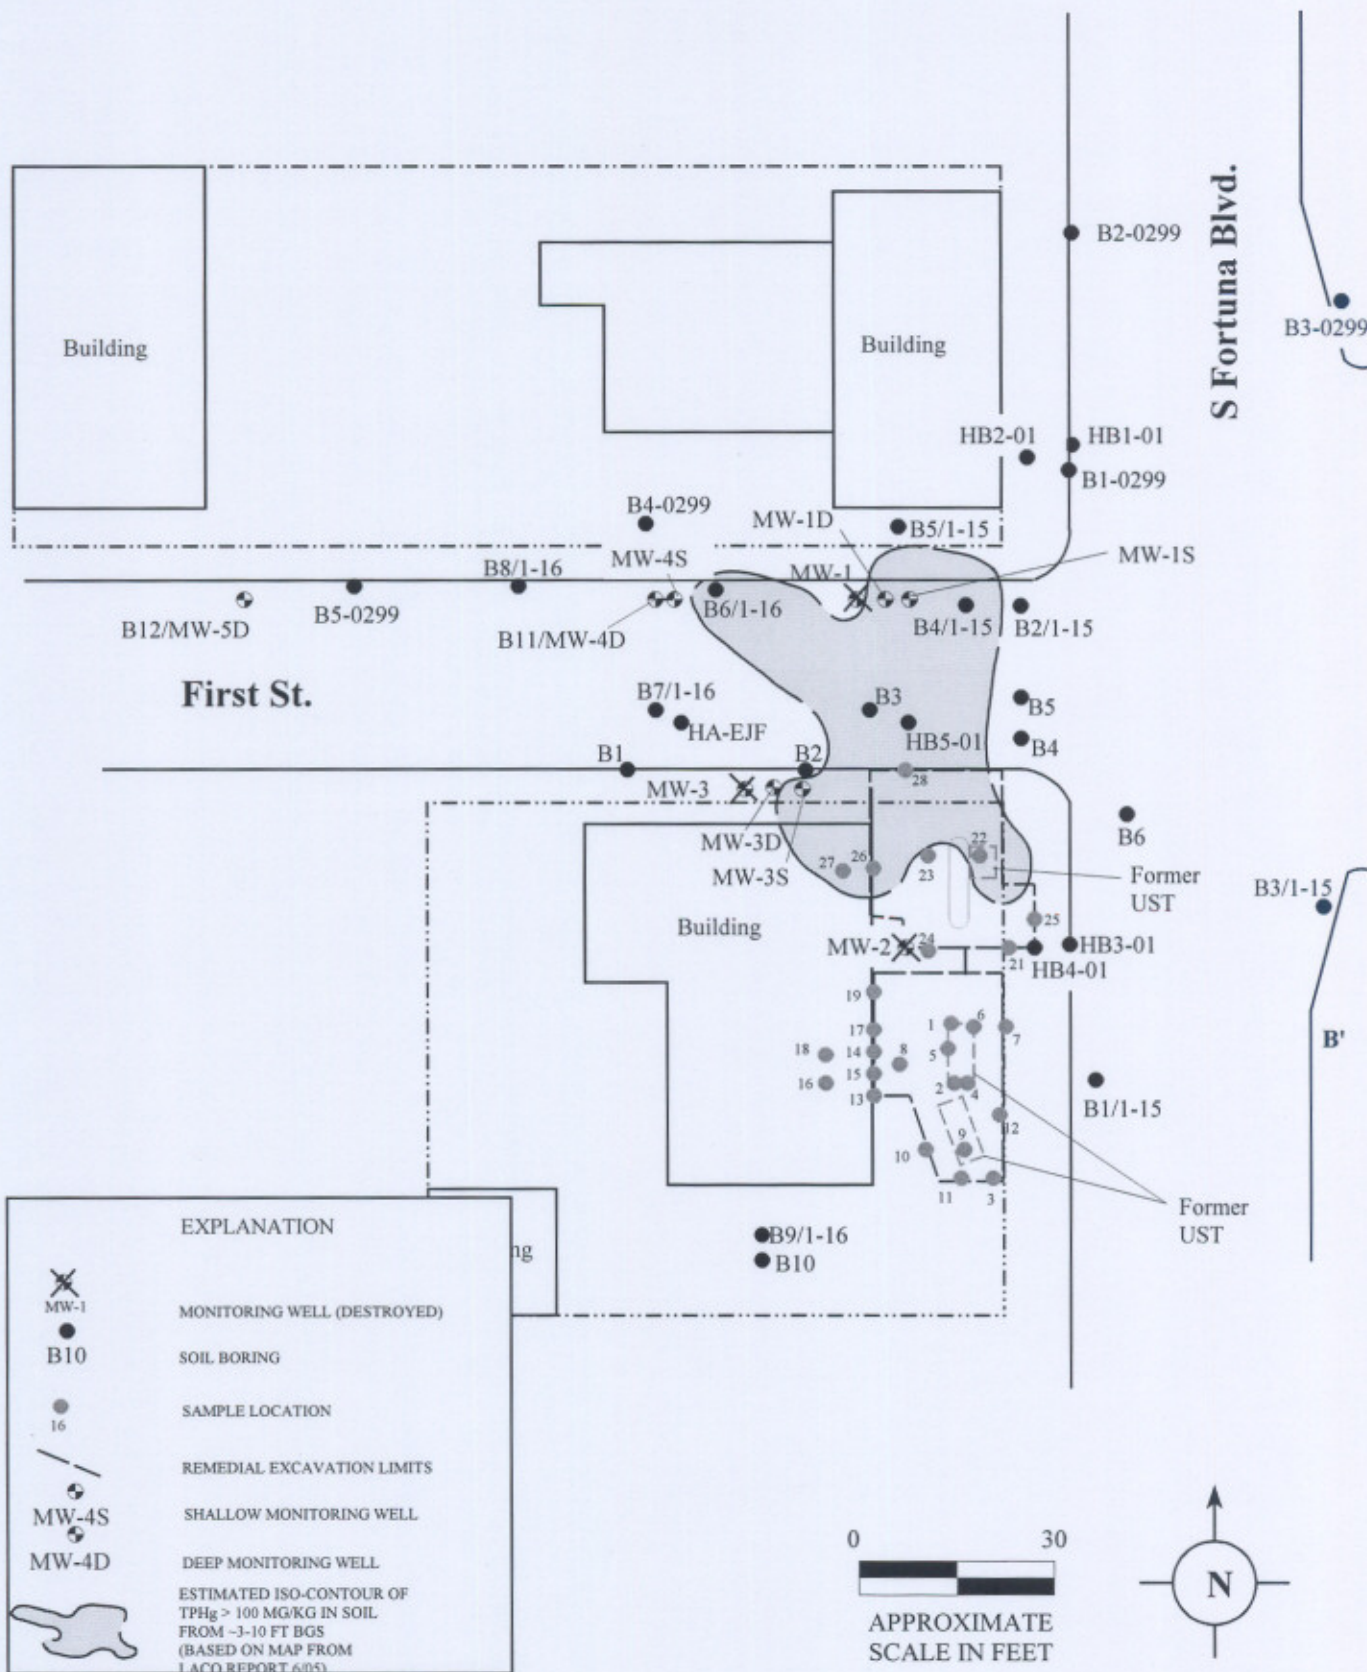 S Fortuna Blvd.
B2-0299
B3-0299
Building
Building
HB2-01
HB1-01
B1-0299
B4-0299
MW-1D
B5/1-15
MW-4S
MW-1S
B8/1-16
MW-1
B6/1-16
B4/1-15
B2/1-15
B12/MW-5D
B5-0299
B11/MW-4D
First St.
B7/1-16
B3
B5
HA-EJF
HB5-01
B4
B1
B2
28
MW-3
MW-3D
B6
22
27
26
23
MW-3S
Former
UST
B3/1-15
Building
25
MW-2
24
21
HB4-01
HB3-01
19
1
6
7
17
18
14
8
5
B'
15
16
2
4
13
B1/1-15
12
10
9
11
3
Former
UST
B9/1-16
B10
ng
EXPLANATION
MW-1
MONITORING WELL (DESTROYED)
B10
SOIL BORING
16
SAMPLE LOCATION
REMEDIAL EXCAVATION LIMITS
MW-4S
SHALLOW MONITORING WELL
MW-4D
DEEP MONITORING WELL
ESTIMATED ISO-CONTOUR OF
TPHg > 100 MG/KG IN SOIL
FROM ~3-10 FT BGS
(BASED ON MAP FROM
LACO REPORT 6/05)
0 30
APPROXIMATE
SCALE IN FEET
N